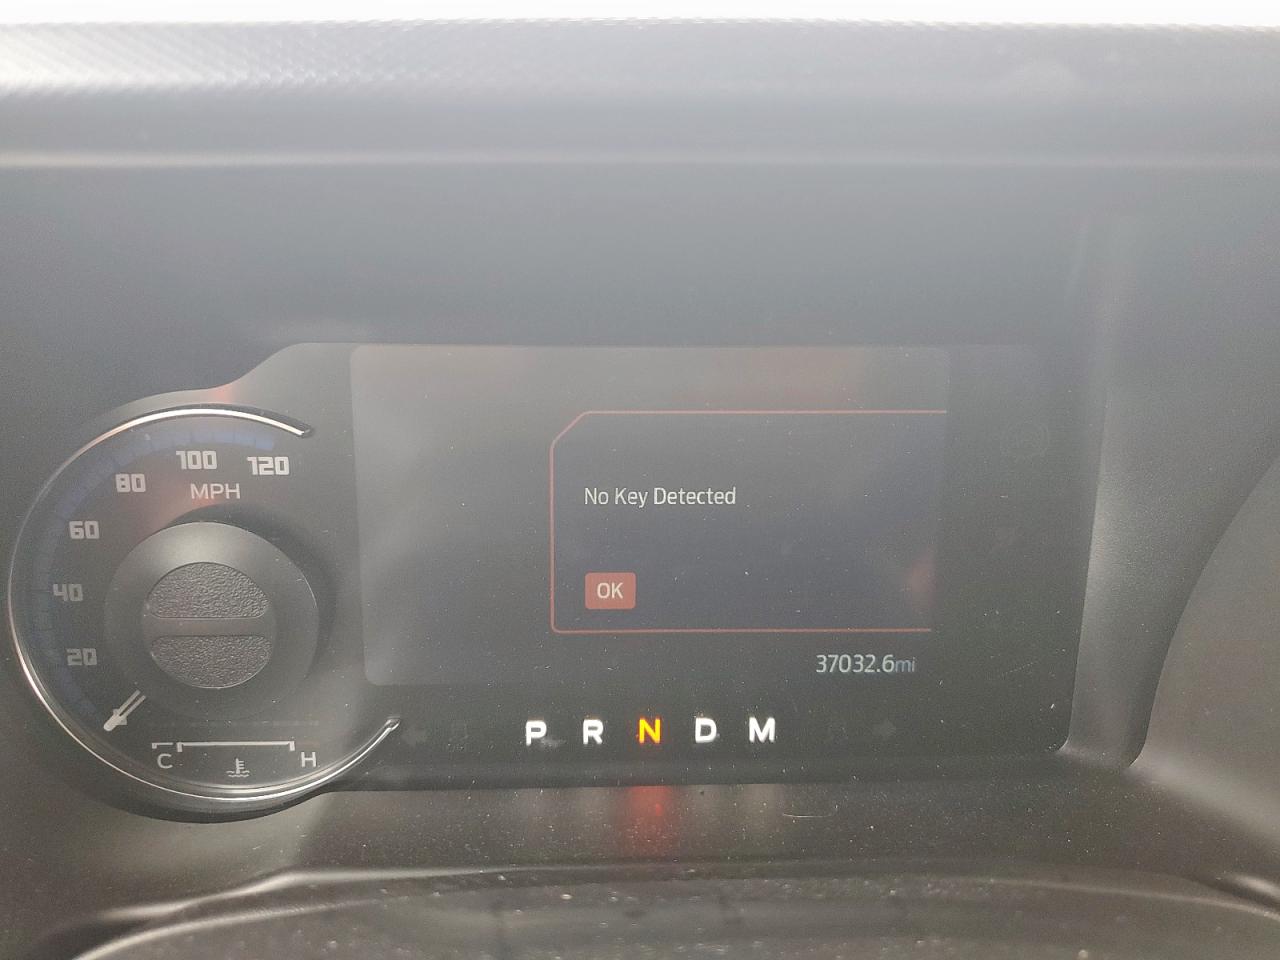 100
120
80
MPH
60
No Key Detected
40
OK
20
37032.6mi
P R N D M
C H